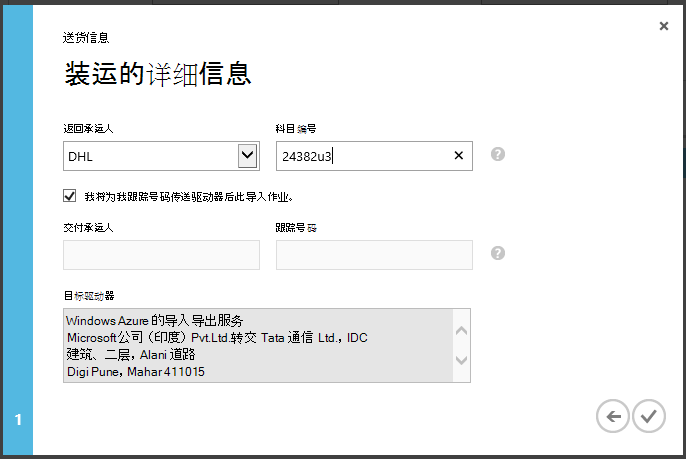 送货信息
装运的详细信息
返回承运人 科目编号
DHL 24382u3
我将为我跟踪号码传送驱动器后此导入作业。
交付承运人 跟踪号码
目标驱动器
Windows Azure 的导入导出服务
Microsoft公司（印度）Pvt.Ltd.转交 Tata 通信 Ltd.，IDC
建筑、二层，Alani 道路
Digi Pune，Mahar 411015
1